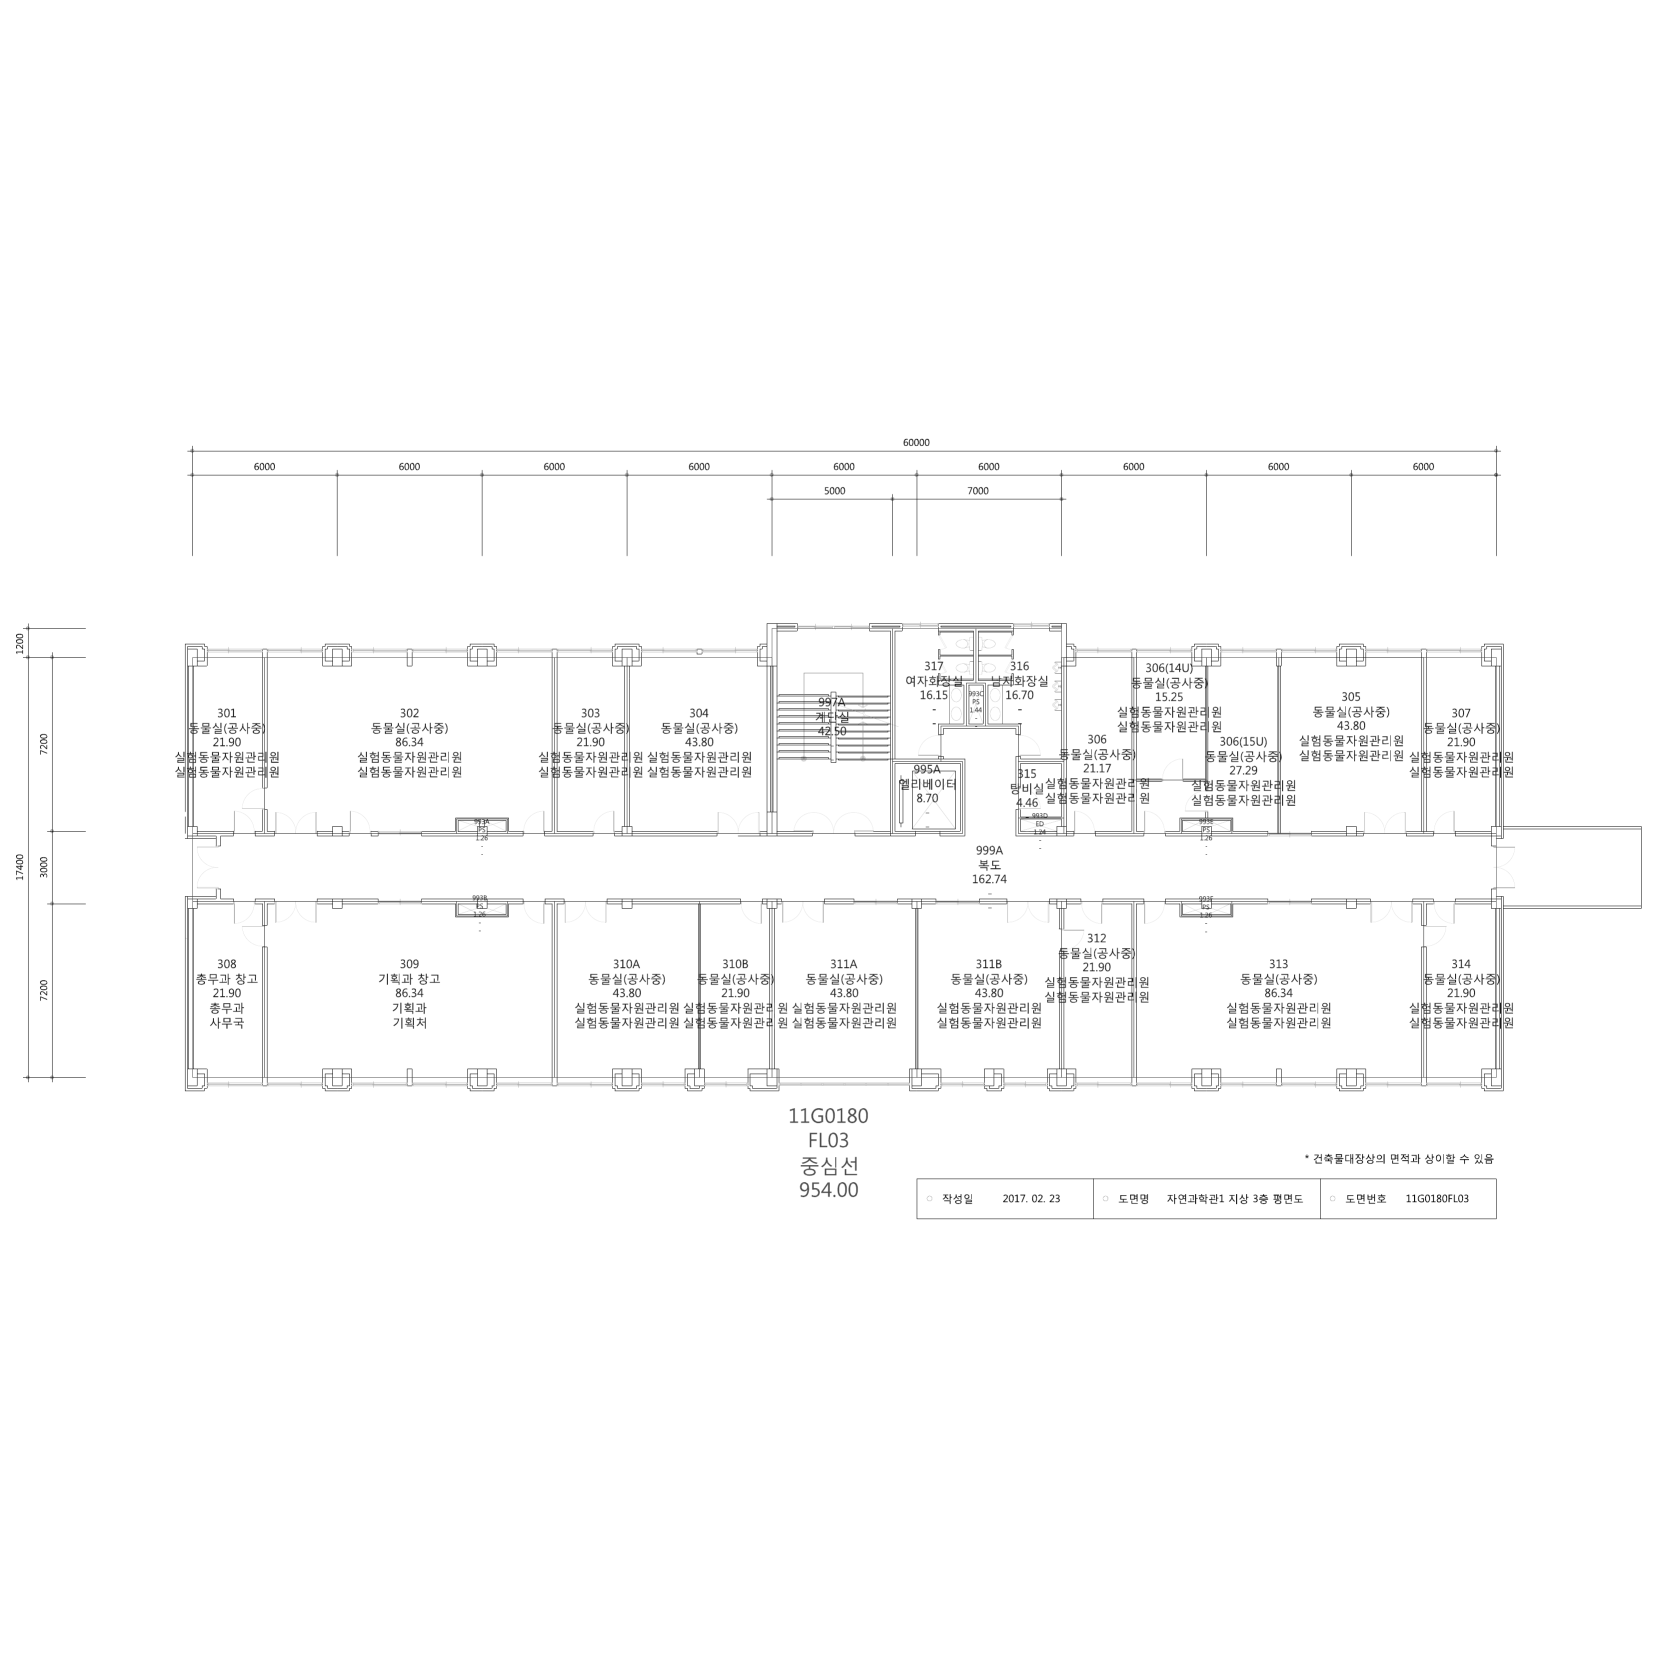 60000
6000 6000 6000 6000 6000 6000 6000 6000 6000
5000 7000
1200
7200
17400
3000
7200
301
동물실(공사중)
21.90
실험동물자원관리원
실험동물자원관리원
302
동물실(공사중)
86.34
실험동물자원관리원
실험동물자원관리원
303
동물실(공사중)
21.90
실험동물자원관리원
실험동물자원관리원
304
동물실(공사중)
43.80
실험동물자원관리원
실험동물자원관리원
997A
계단실
42.50
317
여자화장실
16.15
-
-
316
남자화장실
16.70
-
-
993C
PS
1.44
-
-
995A
엘리베이터
8.70
-
-
315
탕비실
4.46
-
-
993D
ED
1.24
-
-
306
동물실(공사중)
21.17
실험동물자원관리원
실험동물자원관리원
306(14U)
동물실(공사중)
15.25
실험동물자원관리원
실험동물자원관리원
306(15U)
동물실(공사중)
27.29
실험동물자원관리원
실험동물자원관리원
305
동물실(공사중)
43.80
실험동물자원관리원
실험동물자원관리원
307
동물실(공사중)
21.90
실험동물자원관리원
실험동물자원관리원
993A
PS
1.26
-
-
993E
PS
1.26
-
-
999A
복도
162.74
-
-
993B
PS
1.26
-
-
993F
PS
1.26
-
-
308
총무과 창고
21.90
총무과
사무국
309
기획과 창고
86.34
기획과
기획처
310A
동물실(공사중)
43.80
실험동물자원관리원
실험동물자원관리원
310B
동물실(공사중)
21.90
실험동물자원관리원
실험동물자원관리원
311A
동물실(공사중)
43.80
실험동물자원관리원
실험동물자원관리원
311B
동물실(공사중)
43.80
실험동물자원관리원
실험동물자원관리원
312
동물실(공사중)
21.90
실험동물자원관리원
실험동물자원관리원
313
동물실(공사중)
86.34
실험동물자원관리원
실험동물자원관리원
314
동물실(공사중)
21.90
실험동물자원관리원
실험동물자원관리원
11G0180
FL03
중심선
954.00
* 건축물대장상의 면적과 상이할 수 있음
○ 작성일 2017. 02. 23 ○ 도면명 자연과학관1 지상 3층 평면도 ○ 도면번호 11G0180FL03